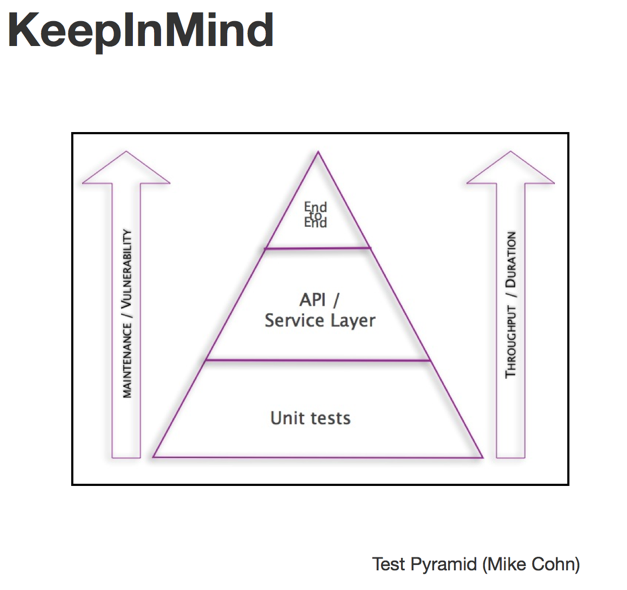 KeepInMind
MAINTENANCE / VULNERABILITY
End
to
End
API /
Service Layer
Unit tests
THROUGHPUT / DURATION
Test Pyramid (Mike Cohn)